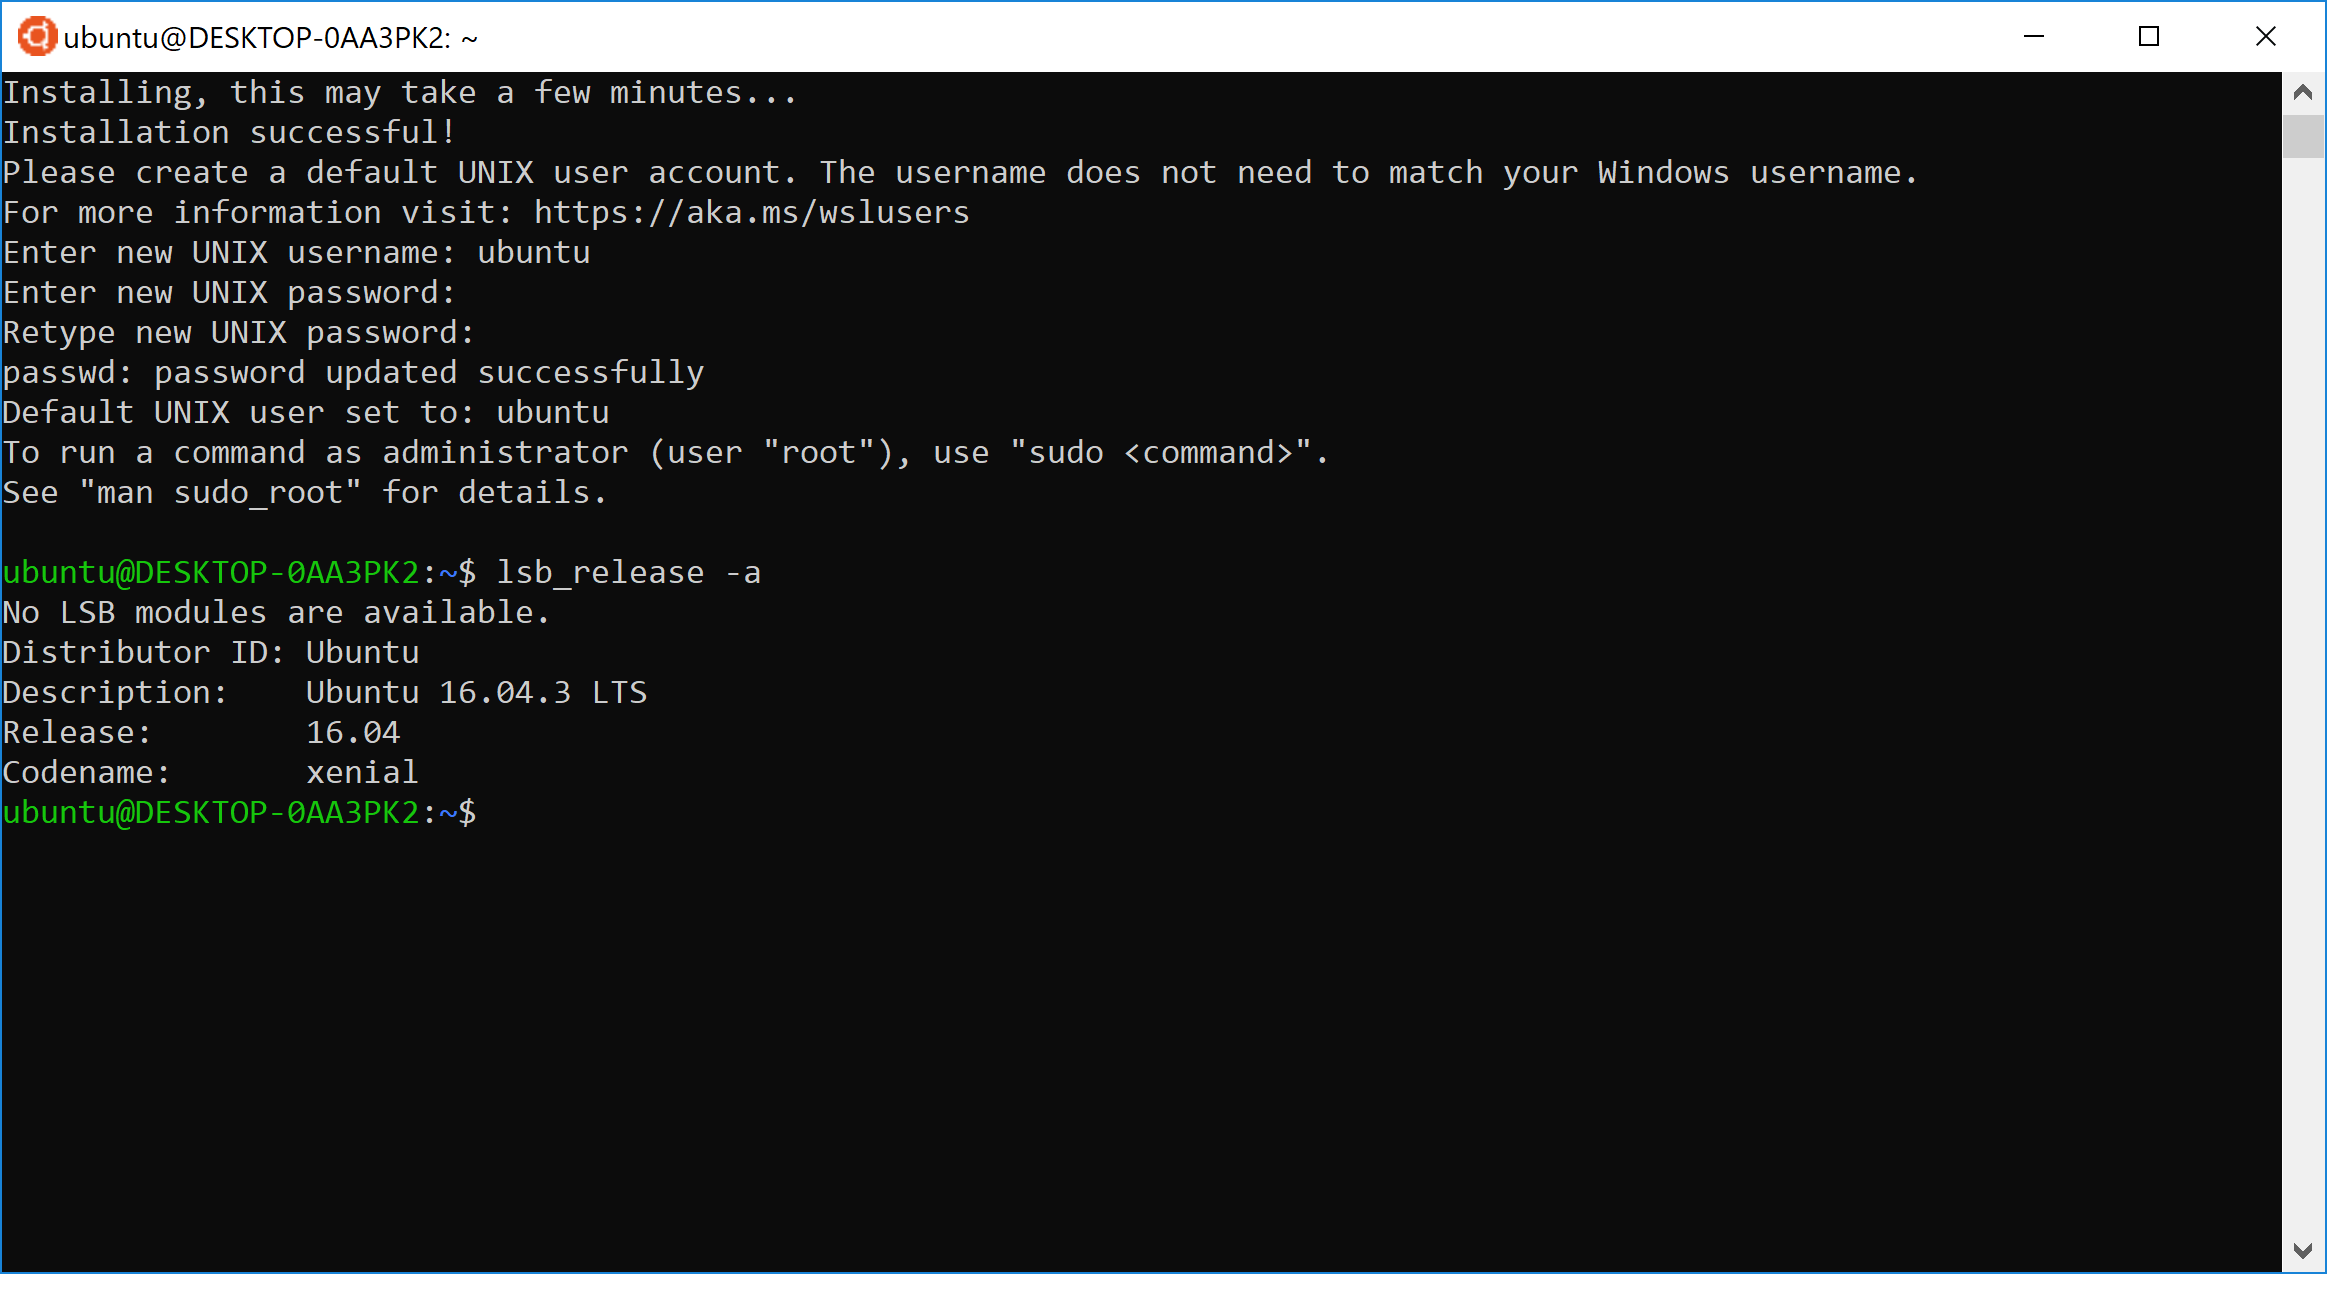 ubuntu@DESKTOP-0AA3PK2: ~
Installing, this may take a few minutes...
Installation successful!
Please create a default UNIX user account. The username does not need to match your Windows username.
For more information visit: https://aka.ms/wslusers
Enter new UNIX username: ubuntu
Enter new UNIX password:
Retype new UNIX password:
passwd: password updated successfully
Default UNIX user set to: ubuntu
To run a command as administrator (user "root"), use "sudo <command>".
See "man sudo_root" for details.

ubuntu@DESKTOP-0AA3PK2:~$ lsb_release -a
No LSB modules are available.
Distributor ID: Ubuntu
Description:    Ubuntu 16.04.3 LTS
Release:        16.04
Codename:       xenial
ubuntu@DESKTOP-0AA3PK2:~$